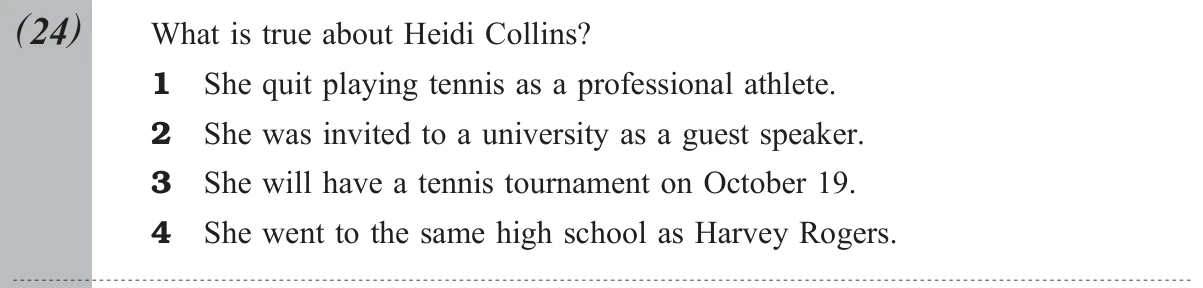 (24) What is true about Heidi Collins?
1 She quit playing tennis as a professional athlete.
2 She was invited to a university as a guest speaker.
3 She will have a tennis tournament on October 19.
4 She went to the same high school as Harvey Rogers.